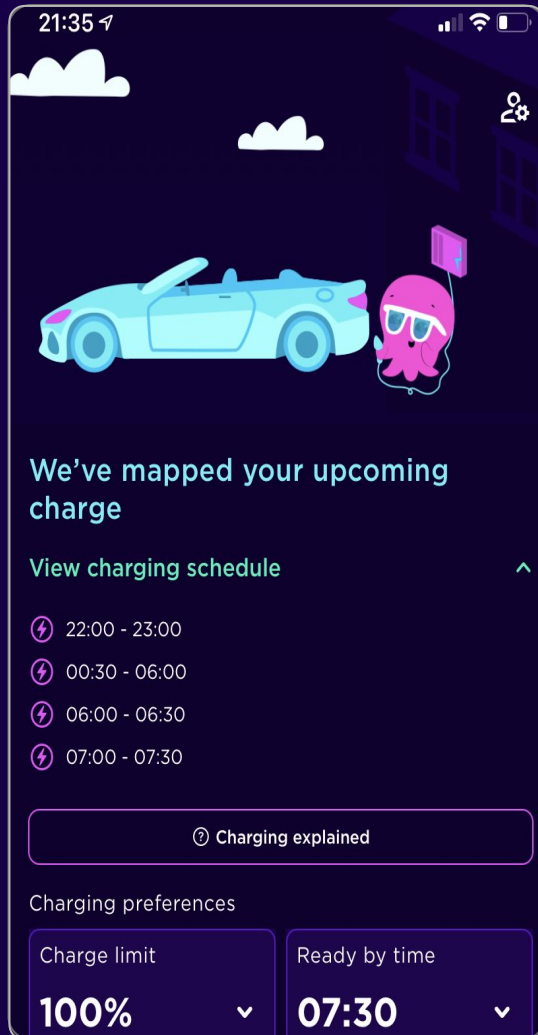 21:35
We've mapped your upcoming
charge
View charging schedule
22:00 - 23:00
00:30 - 06:00
06:00 - 06:30
07:00 - 07:30
? Charging explained
Charging preferences
Charge limit
Ready by time
100%
07:30